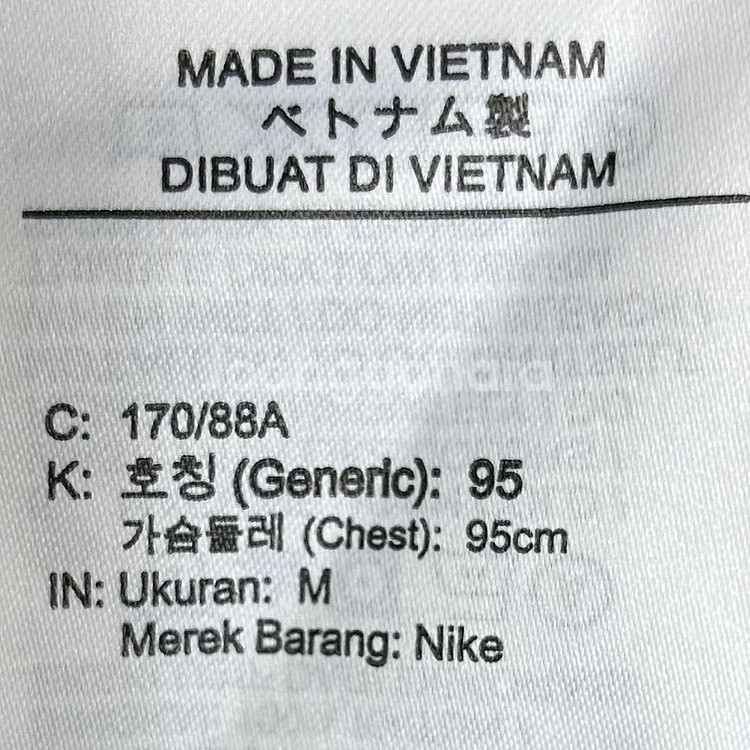 MADE IN VIETNAM
ベトナム製
DIBUAT DI VIETNAM
C: 170/88A
K: 호칭 (Generic): 95
가슴둘레 (Chest): 95cm
IN: Ukuran: M
Merek Barang: Nike